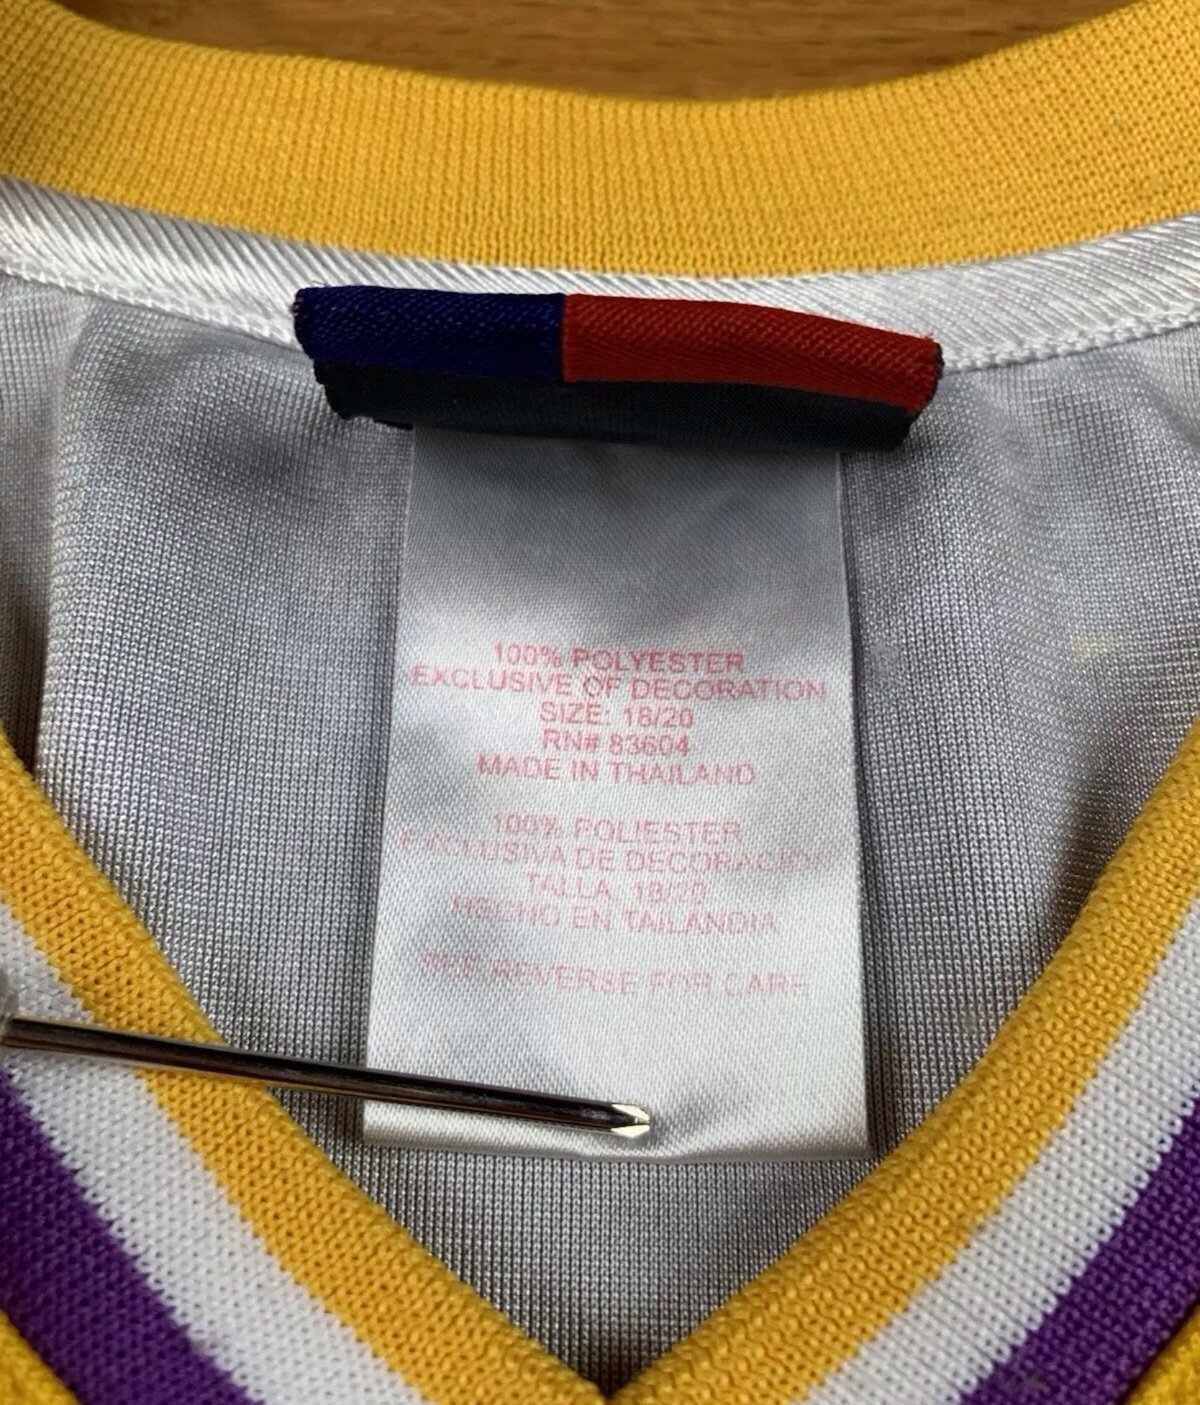 100% POLYESTER
EXCLUSIVE OF DECORATION
SIZE: 18/20
RN# 83604
MADE IN THAILAND
100% POLIESTER
EXCLUSIVA DE DECORACION
TALLA: 18/20
HECHO EN TAILANDIA
SEE REVERSE FOR CARE